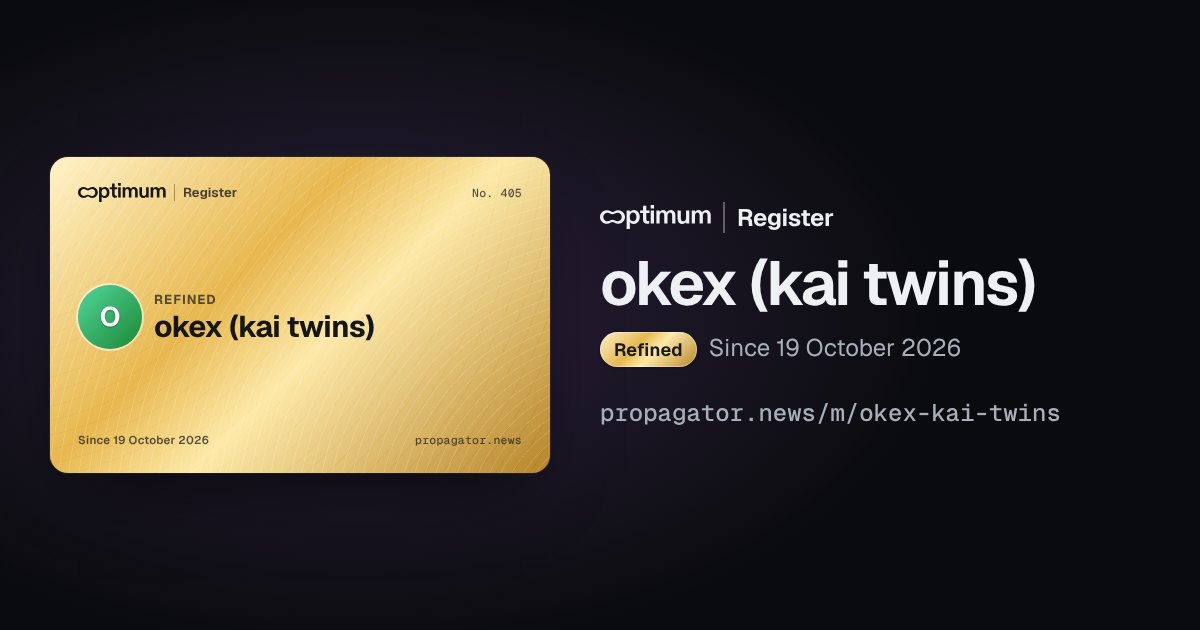 optimum | Register
No. 405
O
REFINED
okex (kai twins)
Since 19 October 2026
propagator.news
optimum | Register
okex (kai twins)
Refined
Since 19 October 2026
propagator.news/m/okex-kai-twins